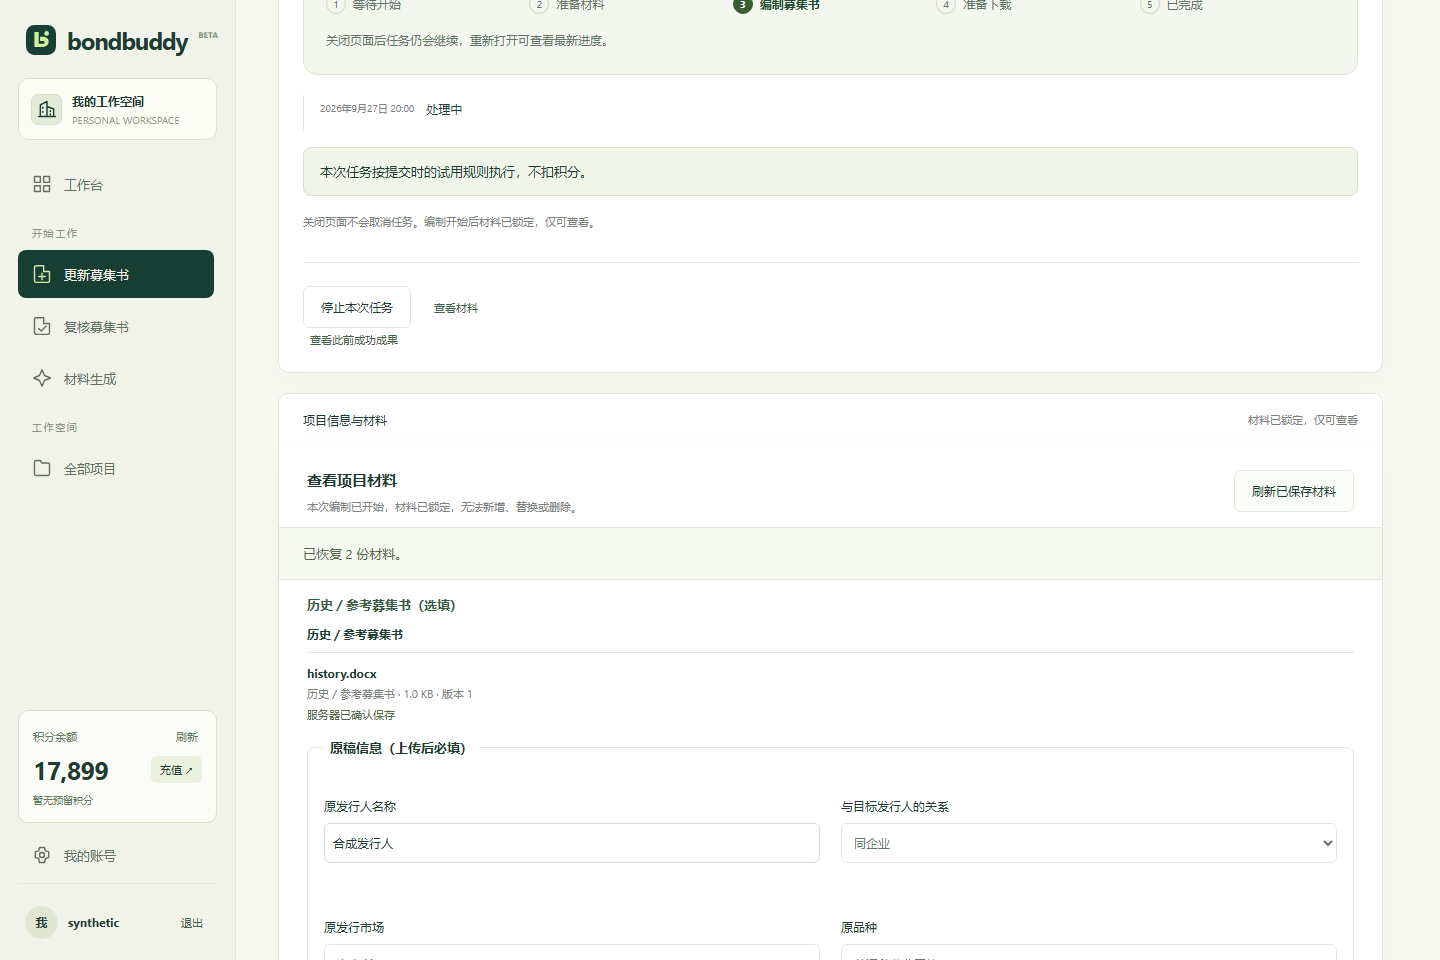 bondbuddy BETA
我的工作空间
PERSONAL WORKSPACE
工作台
开始工作
更新募集书
复核募集书
材料生成
工作空间
全部项目
积分余额 刷新
17,899 充值 ↗
暂无预留积分
我的账号
我 synthetic 退出
1 等待开始 2 准备材料 3 编制募集书 4 准备下载 5 已完成
关闭页面后任务仍会继续，重新打开可查看最新进度。
2026年9月27日 20:00 处理中
本次任务按提交时的试用规则执行，不扣积分。
关闭页面不会取消任务。编制开始后材料已锁定，仅可查看。
停止本次任务 查看材料
查看此前成功成果
项目信息与材料 材料已锁定，仅可查看
查看项目材料
本次编制已开始，材料已锁定，无法新增、替换或删除。
刷新已保存材料
已恢复 2 份材料。
历史 / 参考募集书（选填）
历史 / 参考募集书
history.docx
历史 / 参考募集书 · 1.0 KB · 版本 1
服务器已确认保存
原稿信息（上传后必填）
原发行人名称 与目标发行人的关系
合成发行人 同企业
原发行市场 原品种